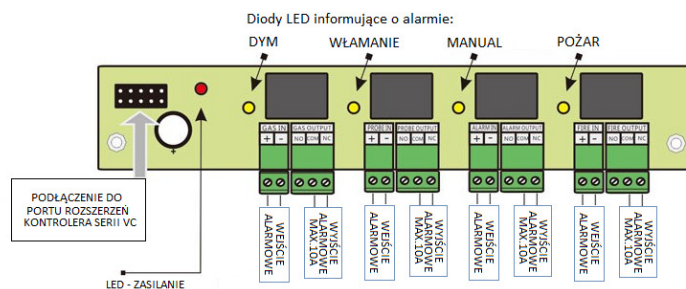 Diody LED informujące o alarmie:
DYM WŁAMANIE MANUAL POŻAR
GAS IN GAS OUTPUT PROBE IN PROBE OUTPUT ALARM IN ALARM OUTPUT FIRE IN FIRE OUTPUT
+ - NO COM NC + - NO COM NC + - NO COM NC + - NO COM NC
+
PODŁĄCZENIE DO
PORTU ROZSZERZEŃ
KONTROLERA SERII VC
WEJŚCIE
ALARMOWE
WYJŚCIE
ALARMOWE
MAX.10A
WEJŚCIE
ALARMOWE
WYJŚCIE
ALARMOWE
MAX.10A
WEJŚCIE
ALARMOWE
WYJŚCIE
ALARMOWE
MAX.10A
WEJŚCIE
ALARMOWE
WYJŚCIE
ALARMOWE
MAX.10A
LED - ZASILANIE